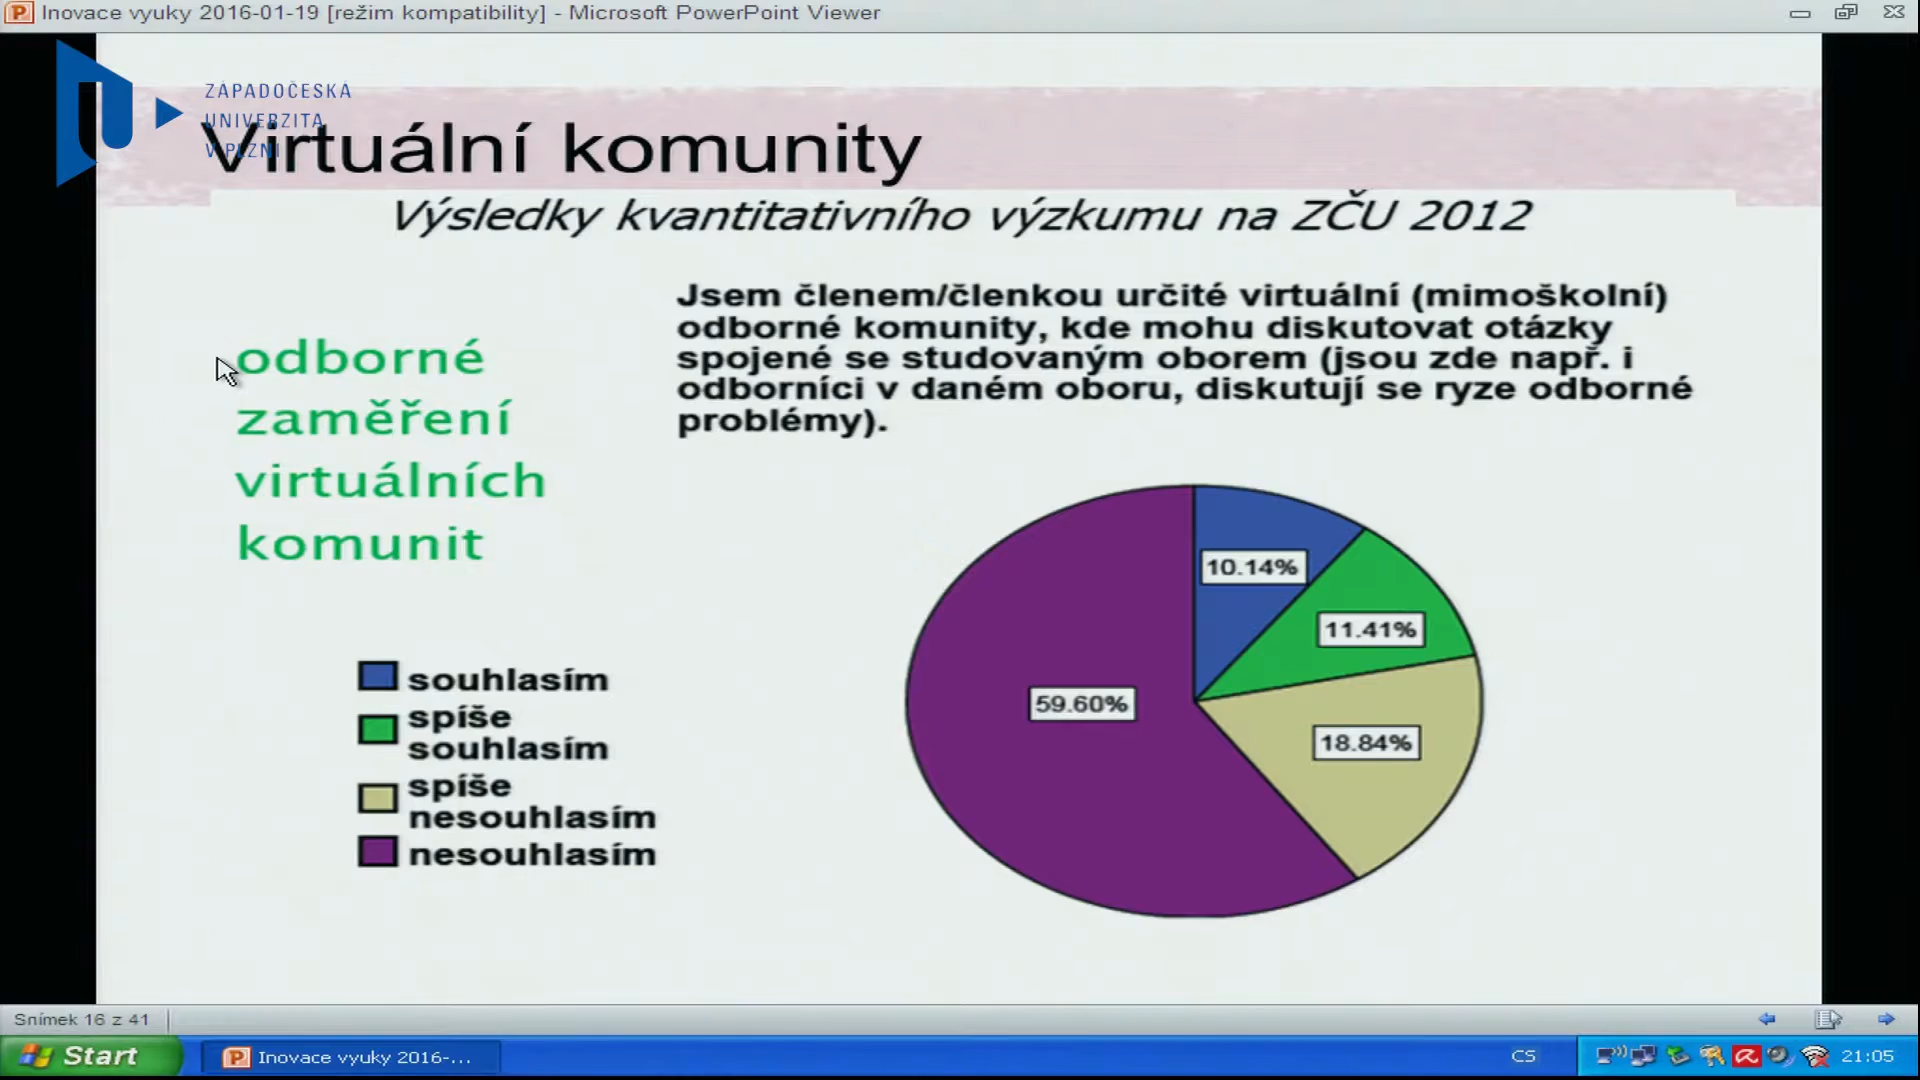 Inovace vyuky 2016-01-19 [režim kompatibility] - Microsoft PowerPoint Viewer
ZÁPADOČESKÁ
UNIVERZITA
V PLZNI
Virtuální komunity
Výsledky kvantitativního výzkumu na ZČU 2012
Jsem členem/členkou určité virtuální (mimoškolní)
odborné komunity, kde mohu diskutovat otázky
spojené se studovaným oborem (jsou zde např. i
odborníci v daném oboru, diskutují se ryze odborné
problémy).
odborné
zaměření
virtuálních
komunit
10.14%
11.41%
59.60%
18.84%
souhlasím
spíše
souhlasím
spíše
nesouhlasím
nesouhlasím
Snímek 16 z 41
Start
Inovace vyuky 2016-...
CS
21:05